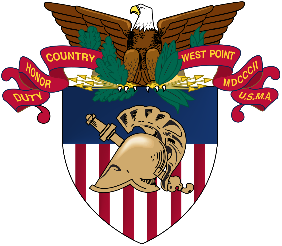 DUTY
HONOR
COUNTRY
WEST POINT
MDCCCII
U.S.M.A